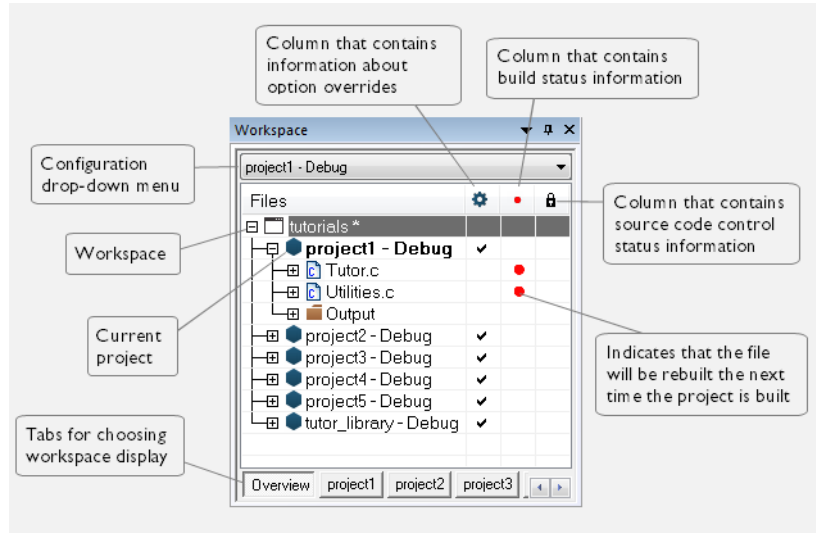 Column that contains
information about
option overrides
Column that contains
build status information
Workspace
Configuration
drop-down menu
project1 - Debug
Files
Column that contains
source code control
status information
Workspace
tutorials *
project1 - Debug
Tutor.c
Utilities.c
Output
Current
project
project2 - Debug
project3 - Debug
project4 - Debug
project5 - Debug
tutor_library - Debug
Indicates that the file
will be rebuilt the next
time the project is built
Tabs for choosing
workspace display
Overview project1 project2 project3